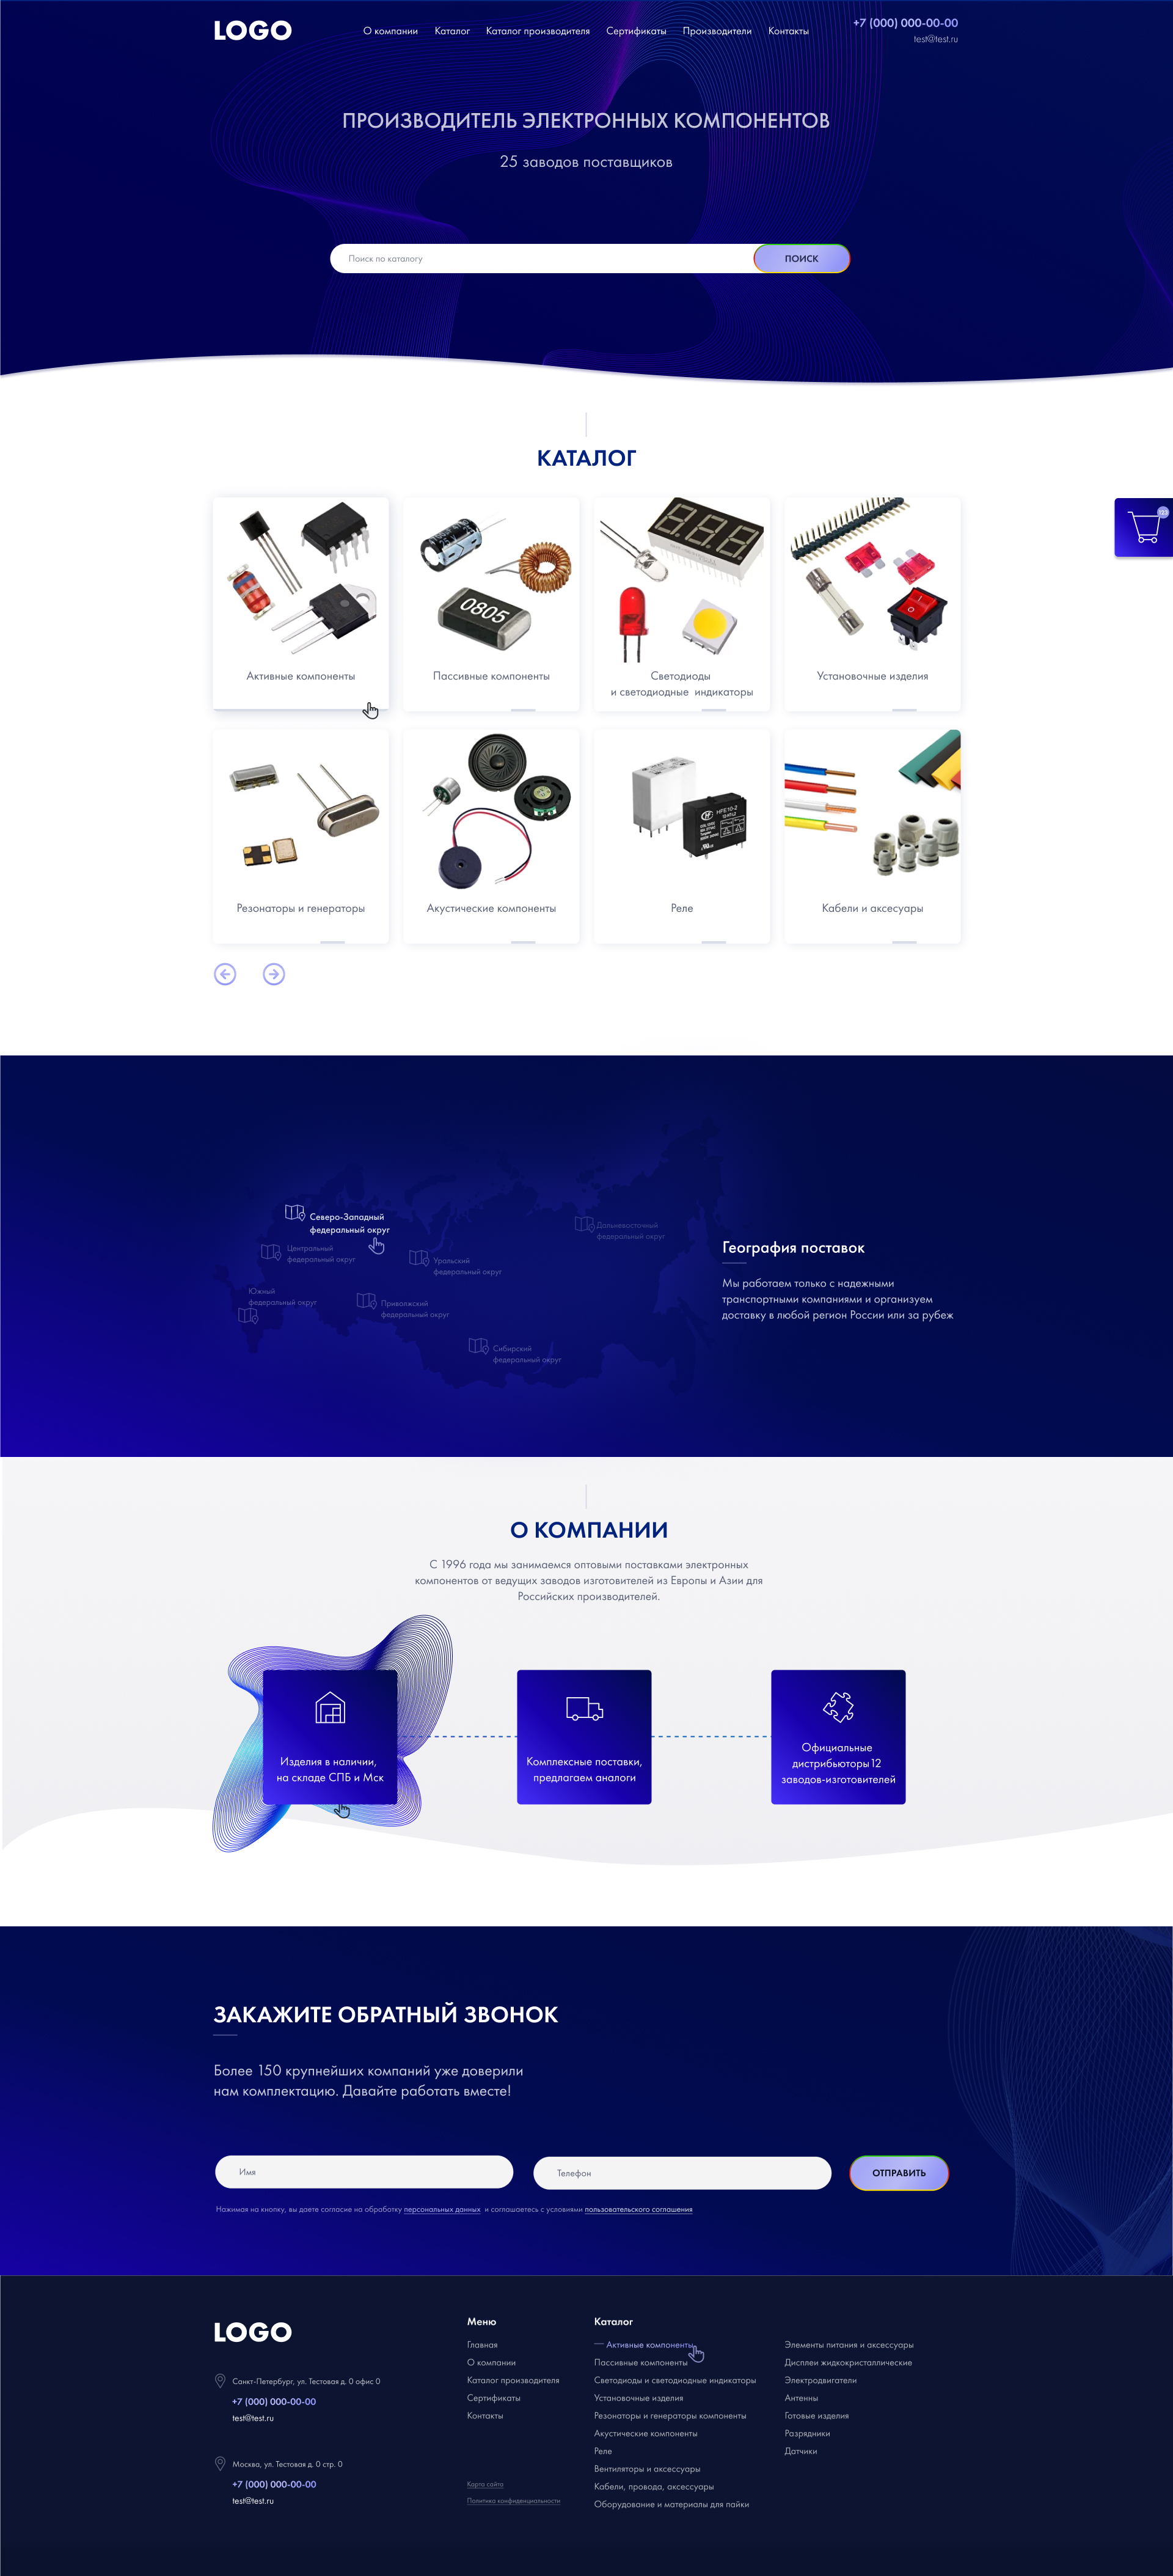 LOGO
О компании
Каталог
Каталог производителя
Сертификаты
Производители
Контакты
+7 (000) 000-00-00
test@test.ru
ПРОИЗВОДИТЕЛЬ ЭЛЕКТРОННЫХ КОМПОНЕНТОВ
25 заводов поставщиков
Поиск по каталогу
ПОИСК
КАТАЛОГ
0805
Активные компоненты
Пассивные компоненты
Светодиоды
и светодиодные индикаторы
Установочные изделия
HFE10-2
Резонаторы и генераторы
Акустические компоненты
Реле
Кабели и аксесуары
Северо-Западный
федеральный округ
Центральный
федеральный округ
Южный
федеральный округ
Уральский
федеральный округ
Приволжский
федеральный округ
Сибирский
федеральный округ
Дальневосточный
федеральный округ
География поставок
Мы работаем только с надежными
транспортными компаниями и организуем
доставку в любой регион России или за рубеж
О КОМПАНИИ
С 1996 года мы занимаемся оптовыми поставками электронных
компонентов от ведущих заводов изготовителей из Европы и Азии для
Российских производителей.
Изделия в наличии,
на складе СПБ и Мск
Комплексные поставки,
предлагаем аналоги
Официальные
дистрибьюторы 12
заводов-изготовителей
ЗАКАЖИТЕ ОБРАТНЫЙ ЗВОНОК
Более 150 крупнейших компаний уже доверили
нам комплектацию. Давайте работать вместе!
Имя
Телефон
ОТПРАВИТЬ
Нажимая на кнопку, вы даете согласие на обработку персональных данных и соглашаетесь с условиями пользовательского соглашения
LOGO
Санкт-Петербург, ул. Тестовая д. 0 офис 0
+7 (000) 000-00-00
test@test.ru
Москва, ул. Тестовая д. 0 стр. 0
+7 (000) 000-00-00
test@test.ru
Меню
Главная
О компании
Каталог производителя
Сертификаты
Контакты
Карта сайта
Политика конфиденциальности
Каталог
— Активные компоненты
Пассивные компоненты
Светодиоды и светодиодные индикаторы
Установочные изделия
Резонаторы и генераторы компоненты
Акустические компоненты
Реле
Вентиляторы и аксессуары
Кабели, провода, аксессуары
Оборудование и материалы для пайки
Элементы питания и аксессуары
Дисплеи жидкокристаллические
Электродвигатели
Антенны
Готовые изделия
Разрядники
Датчики